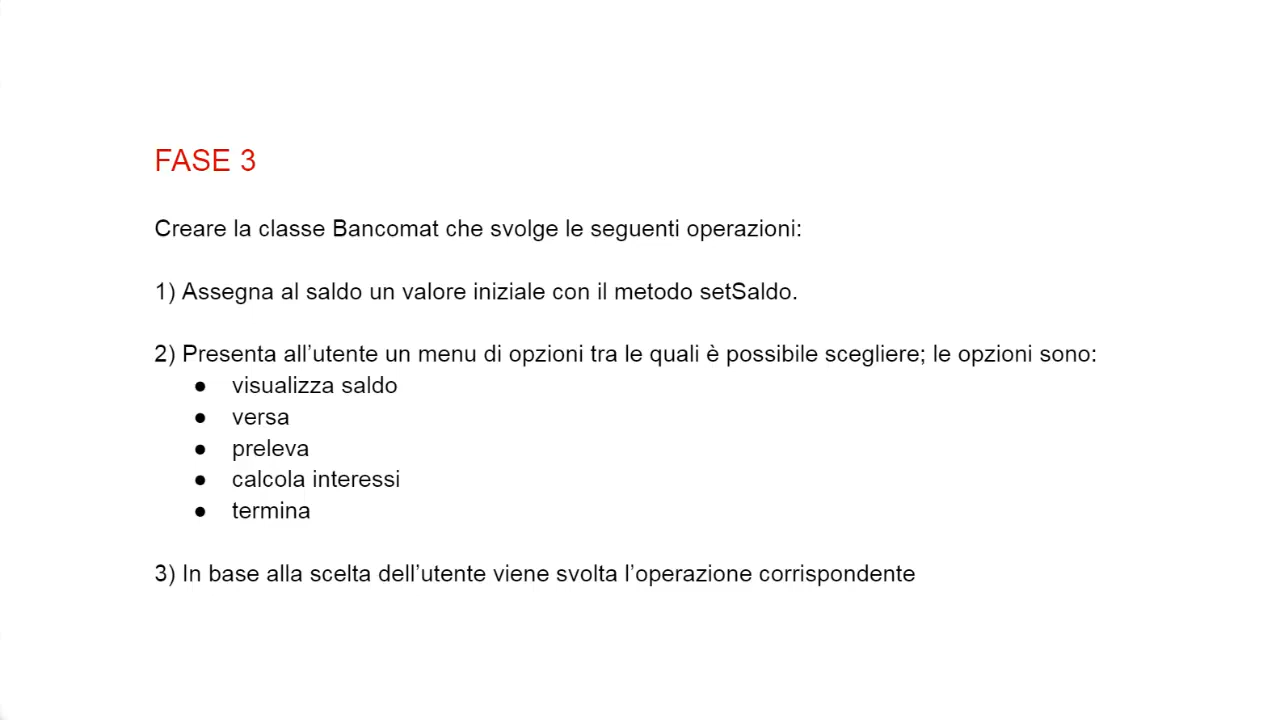 FASE 3
Creare la classe Bancomat che svolge le seguenti operazioni:
1) Assegna al saldo un valore iniziale con il metodo setSaldo.
2) Presenta all’utente un menu di opzioni tra le quali è possibile scegliere; le opzioni sono:
● visualizza saldo
● versa
● preleva
● calcola interessi
● termina
3) In base alla scelta dell’utente viene svolta l’operazione corrispondente